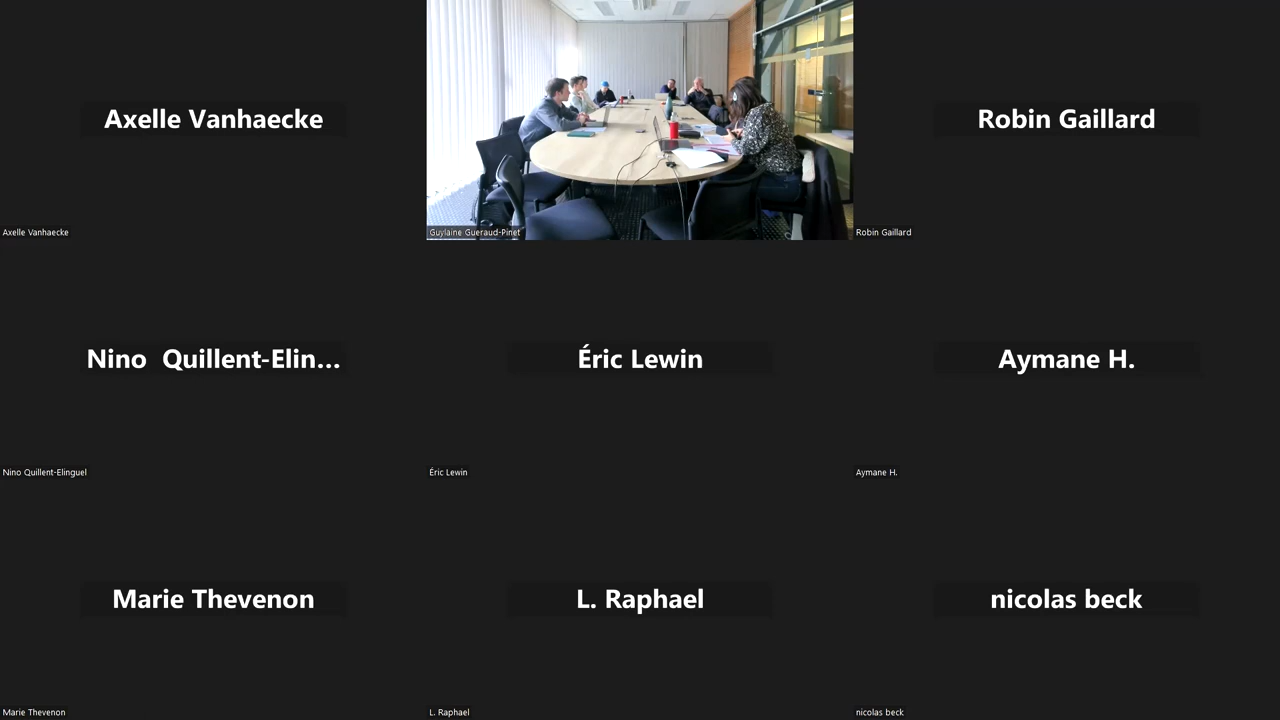 Axelle Vanhaecke
Robin Gaillard
Axelle Vanhaecke
Guylaine Gueraud-Pinet
Robin Gaillard
Nino Quillent-Elin...
Éric Lewin
Aymane H.
Nino Quillent-Elinguel
Éric Lewin
Aymane H.
Marie Thevenon
L. Raphael
nicolas beck
Marie Thevenon
L. Raphael
nicolas beck